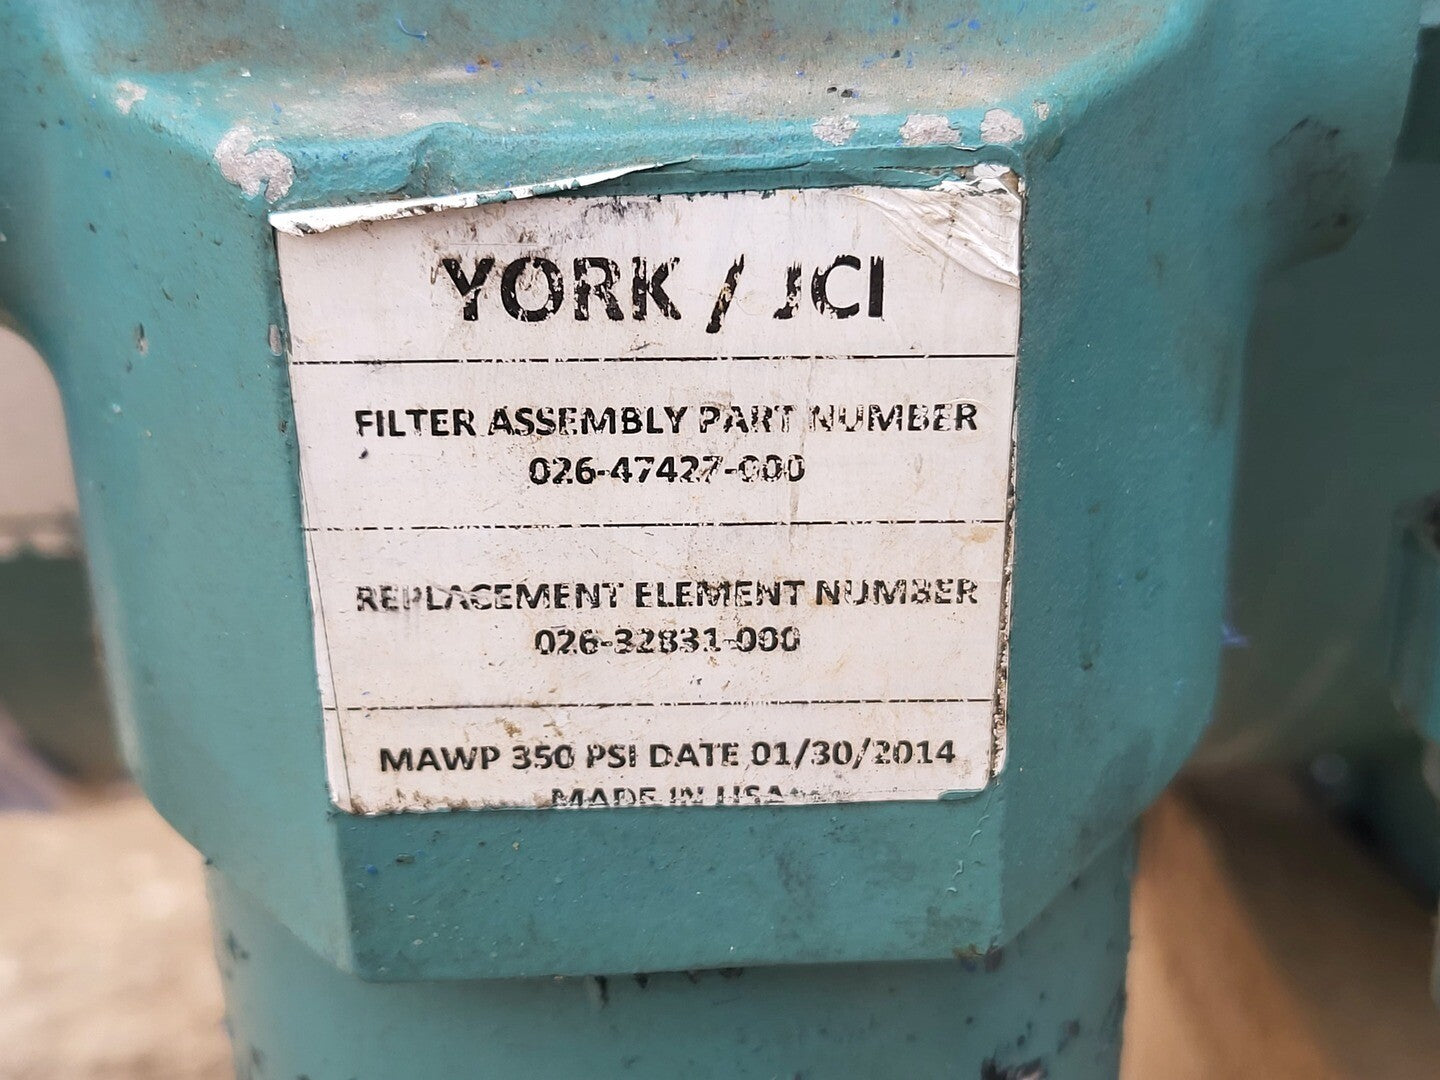 YORK / JCI
FILTER ASSEMBLY PART NUMBER
026-47427-000
REPLACEMENT ELEMENT NUMBER
026-32831-000
MAWP 350 PSI DATE 01/30/2014
MADE IN USA